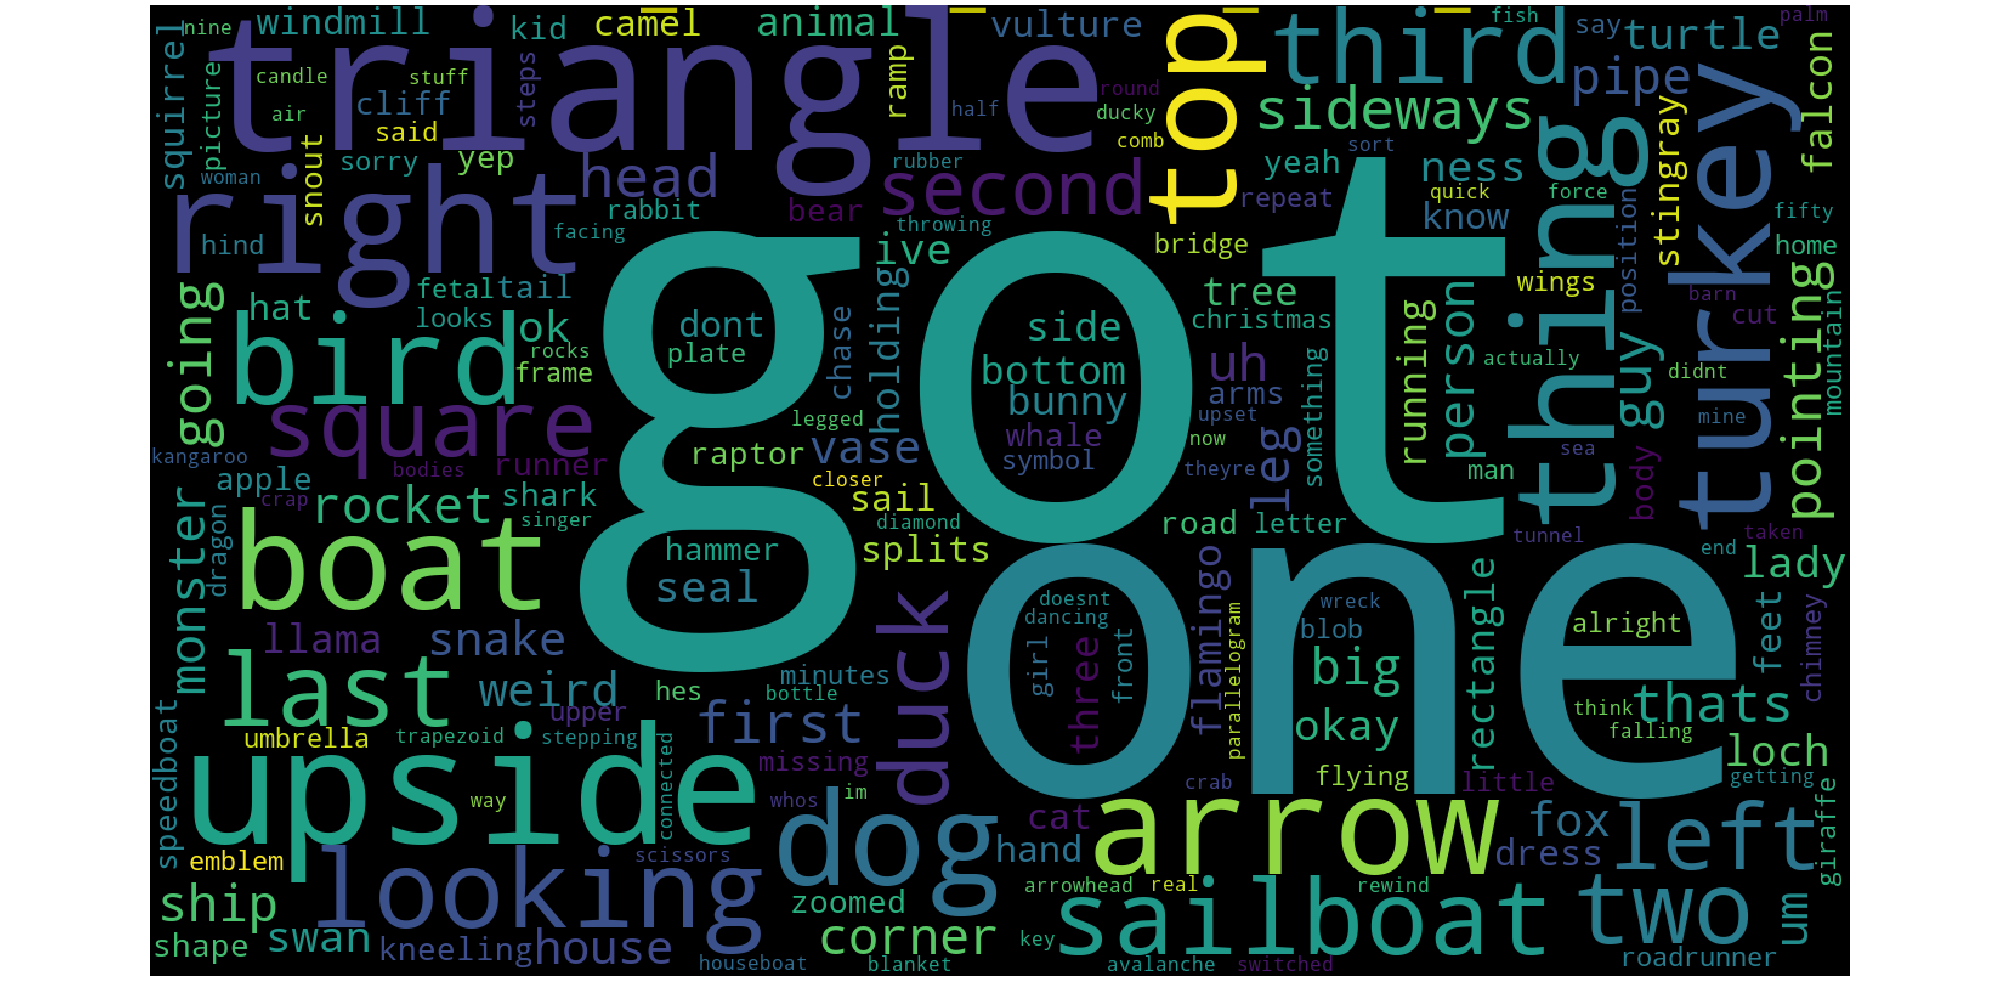 nine
windmill
kid
camel
animal
vulture
top
third
fish
say
turtle
palm
squirrel
triangle
candle
stuff
steps
ramp
round
half
ducky
pipe
falcon
air
picture
cliff
said
comb
sideways
sorry
yep
rubber
sort
yeah
ness
stingray
turkey
thing
woman
snout
right
head
second
repeat
quick
force
rabbit
bear
throwing
know
position
fifty
hind
facing
ive
bridge
home
got
going
hat
fetal
tail
holding
tree
wings
barn
cut
pointing
looks
ok
dont
chase
side
christmas
running
person
guy
mountain
bird
rocks
plate
frame
bottom
uh
something
actually
didnt
square
legged
bunny
arms
upset
mine
kangaroo
bodies
runner
raptor
vase
whale
symbol
now
theyre
leg
man
sea
body
apple
crap
monster
rocket
shark
singer
closer
sail
diamond
road
letter
tunnel
taken
dragon
boat
hammer
splits
end
lady
seal
duck
one
flamingo
doesnt
dancing
wreck
rectangle
feet
chimney
llama
snake
girl
three
front
parallelogram
blob
alright
last
weird
hes
minutes
bottle
big
thats
speedboat
upper
first
okay
think
falling
umbrella
trapezoid
stepping
connected
missing
loch
upside
way
whos
im
crab
flying
little
getting
giraffe
dog
cat
arrow
fox
left
emblem
looking
scissors
hand
dress
ship
zoomed
arrowhead
real
rewind
two
um
shape
swan
kneeling
house
corner
key
sailboat
roadrunner
houseboat
blanket
avalanche
switched